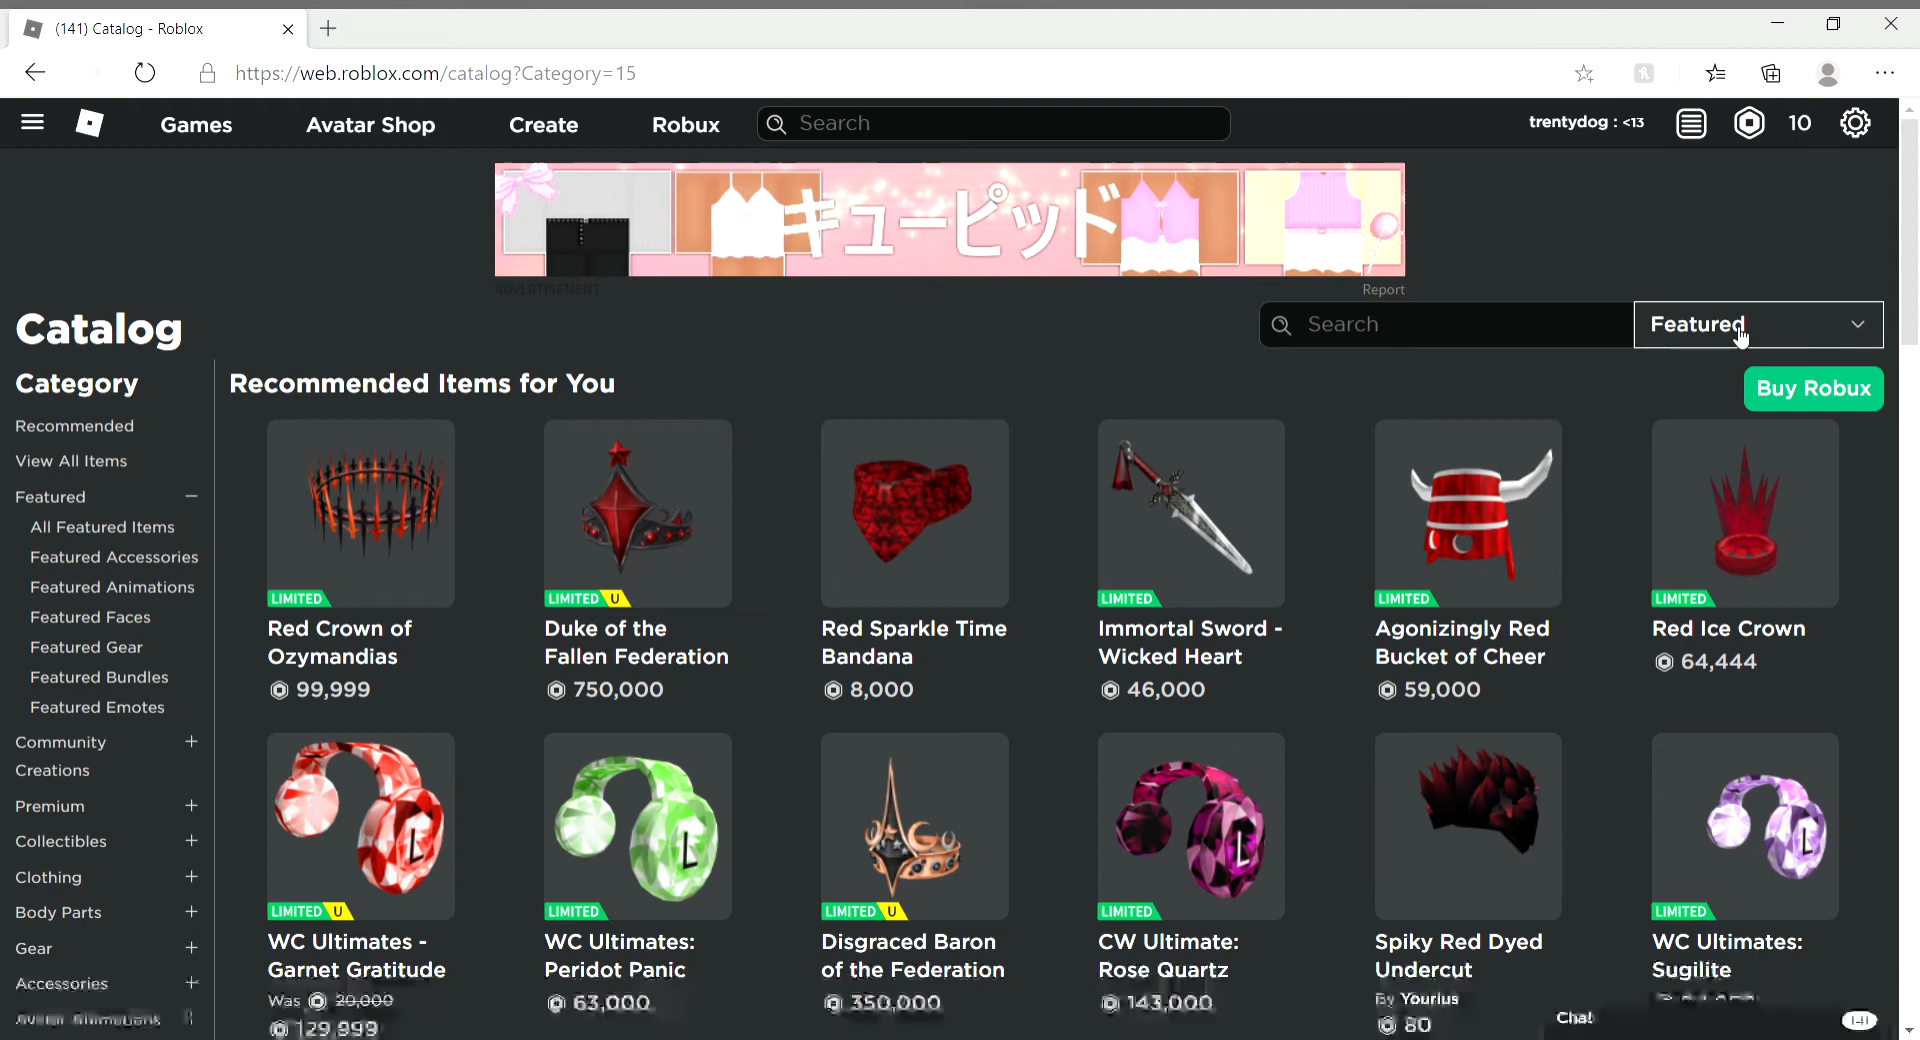 (141) Catalog - Roblox
https://web.roblox.com/catalog?Category=15
Games Avatar Shop Create Robux Search trentydog : <13 10
キューピッド
ADVERTISEMENT Report
Catalog Search Featured
Category
Recommended Items for You Buy Robux
Recommended
View All Items
Featured
All Featured Items
Featured Accessories
Featured Animations
Featured Faces
Featured Gear
Featured Bundles
Featured Emotes
Community
Creations
Premium
Collectibles
Clothing
Body Parts
Gear
Accessories
LIMITED LIMITED U LIMITED LIMITED LIMITED
Red Crown of Duke of the Red Sparkle Time Immortal Sword - Agonizingly Red Red Ice Crown
Ozymandias Fallen Federation Bandana Wicked Heart Bucket of Cheer 64,444
99,999 750,000 8,000 46,000 59,000
L L L L
LIMITED U LIMITED LIMITED U LIMITED LIMITED
WC Ultimates - WC Ultimates: Disgraced Baron CW Ultimate: Spiky Red Dyed WC Ultimates:
Garnet Gratitude Peridot Panic of the Federation Rose Quartz Undercut Sugilite
Was 20,000 63,000 350,000 143,000 By Yourius
129,999 80
Chat 141